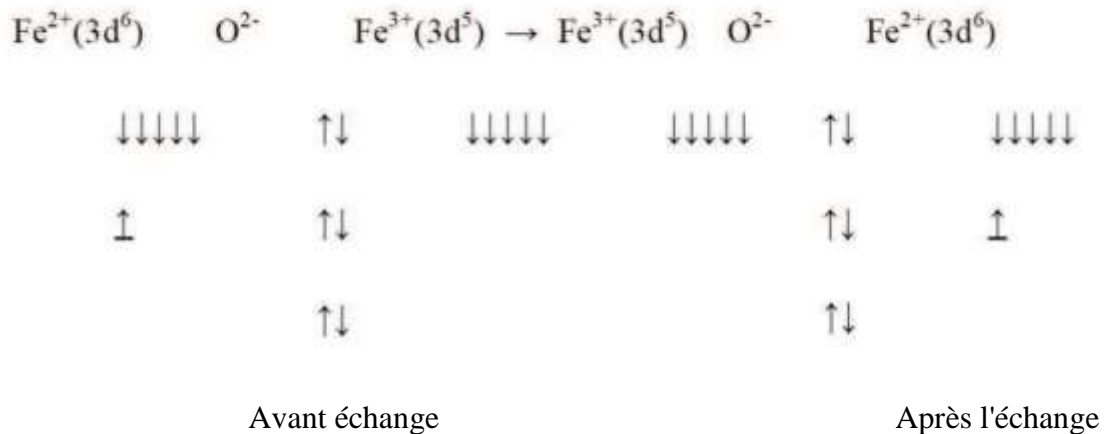 Fe²⁺(3d⁶) O²⁻ Fe³⁺(3d⁵) → Fe³⁺(3d⁵) O²⁻ Fe²⁺(3d⁶)
↓↓↓↓↓ ↑↓ ↓↓↓↓↓ ↓↓↓↓↓ ↑↓ ↓↓↓↓↓
↑ ↑↓ ↑↓ ↑
↑↓ ↑↓
Avant échange Après l'échange